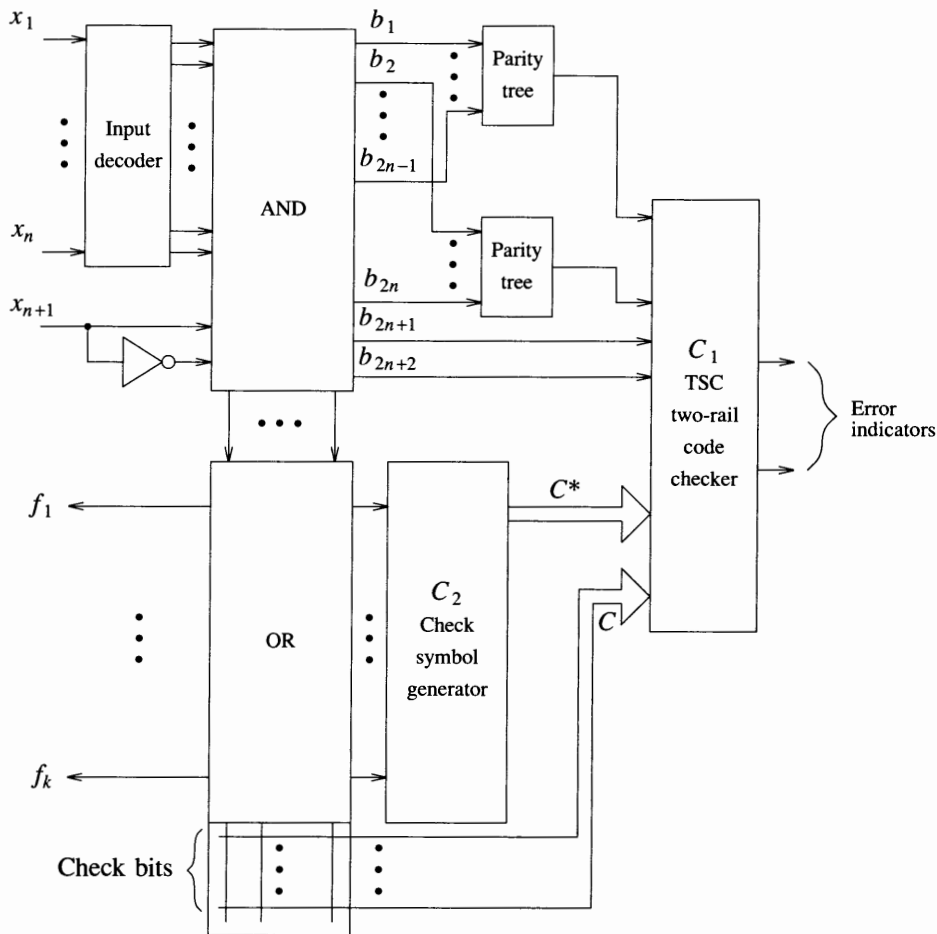 x₁
b₁
b₂
Parity
tree
Input
decoder
AND
b₂ₙ₋₁
xₙ
Parity
tree
b₂ₙ
xₙ₊₁
b₂ₙ₊₁
b₂ₙ₊₂
C₁
TSC
two-rail
code
checker
Error
indicators
C*
f₁
C₂
Check
symbol
generator
OR
C
fₖ
Check bits